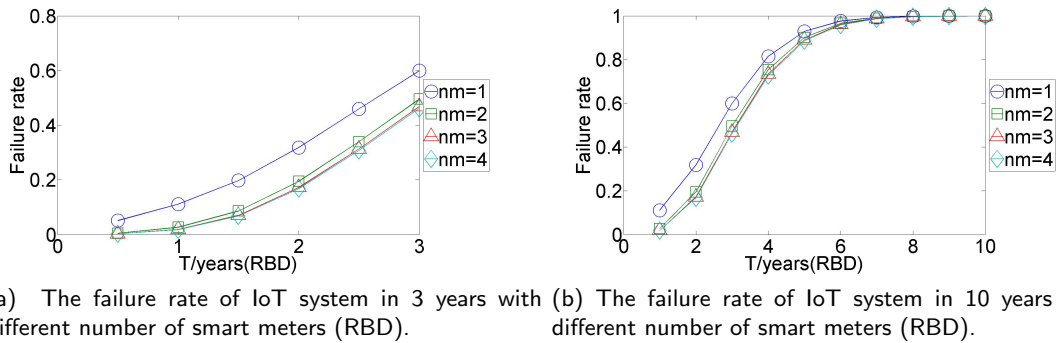 0.8
0.6
0.4
0.2
0
0
1
2
3
Failure rate
T/years(RBD)
nm=1
nm=2
nm=3
nm=4
1
0.8
0.6
0.4
0.2
0
0
2
4
6
8
10
Failure rate
T/years(RBD)
nm=1
nm=2
nm=3
nm=4
a) The failure rate of IoT system in 3 years with
ifferent number of smart meters (RBD).
(b) The failure rate of IoT system in 10 years
different number of smart meters (RBD).